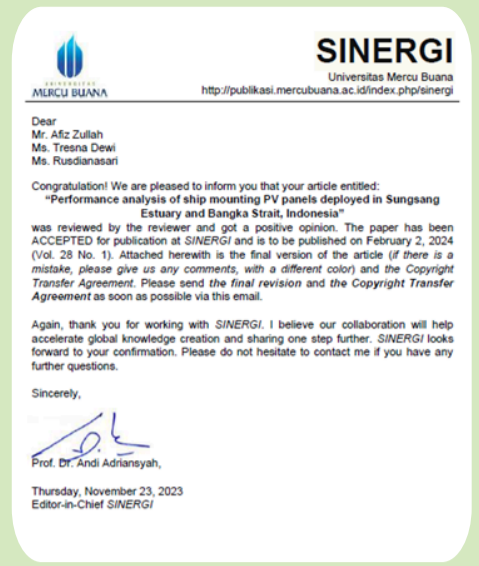 UNIVERSITAS
MERCU BUANA
SINERGI
Universitas Mercu Buana
http://publikasi.mercubuana.ac.id/index.php/sinergi
Dear
Mr. Afiz Zullah
Ms. Tresna Dewi
Ms. Rusdianasari
Congratulation! We are pleased to inform you that your article entitled:
"Performance analysis of ship mounting PV panels deployed in Sungsang
Estuary and Bangka Strait, Indonesia"
was reviewed by the reviewer and got a positive opinion. The paper has been
ACCEPTED for publication at SINERGI and is to be published on February 2, 2024
(Vol. 28 No. 1). Attached herewith is the final version of the article (if there is a
mistake, please give us any comments, with a different color) and the Copyright
Transfer Agreement. Please send the final revision and the Copyright Transfer
Agreement as soon as possible via this email.
Again, thank you for working with SINERGI. I believe our collaboration will help
accelerate global knowledge creation and sharing one step further. SINERGI looks
forward to your confirmation. Please do not hesitate to contact me if you have any
further questions.
Sincerely,
Prof. Dr. Andi Adriansyah,
Thursday, November 23, 2023
Editor-in-Chief SINERGI